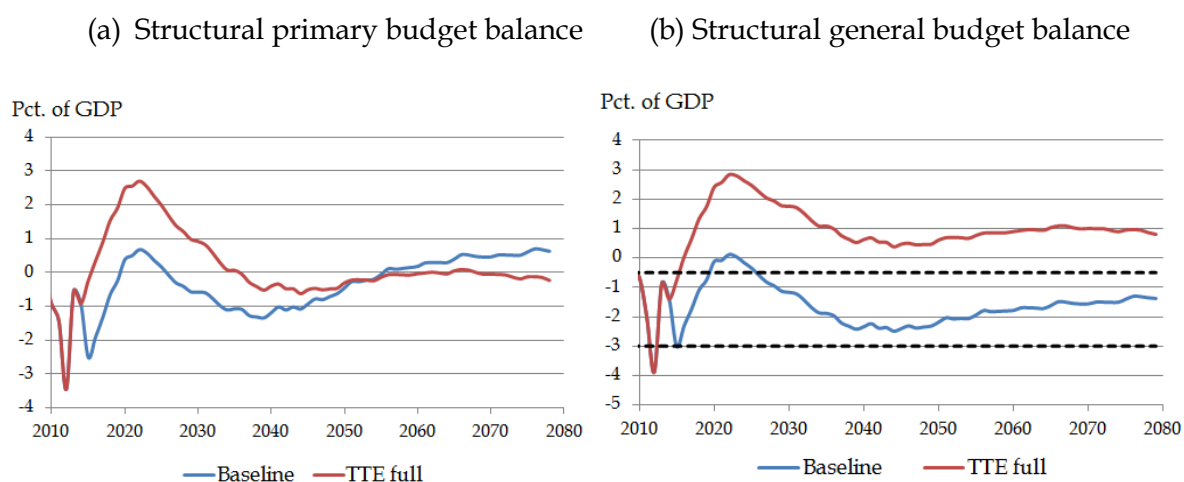 (a) Structural primary budget balance
Pct. of GDP
4
3
2
1
0
-1
-2
-3
-4
2010 2020 2030 2040 2050 2060 2070 2080
Baseline TTE full
(b) Structural general budget balance
Pct. of GDP
4
3
2
1
0
-1
-2
-3
-4
-5
2010 2020 2030 2040 2050 2060 2070 2080
Baseline TTE full